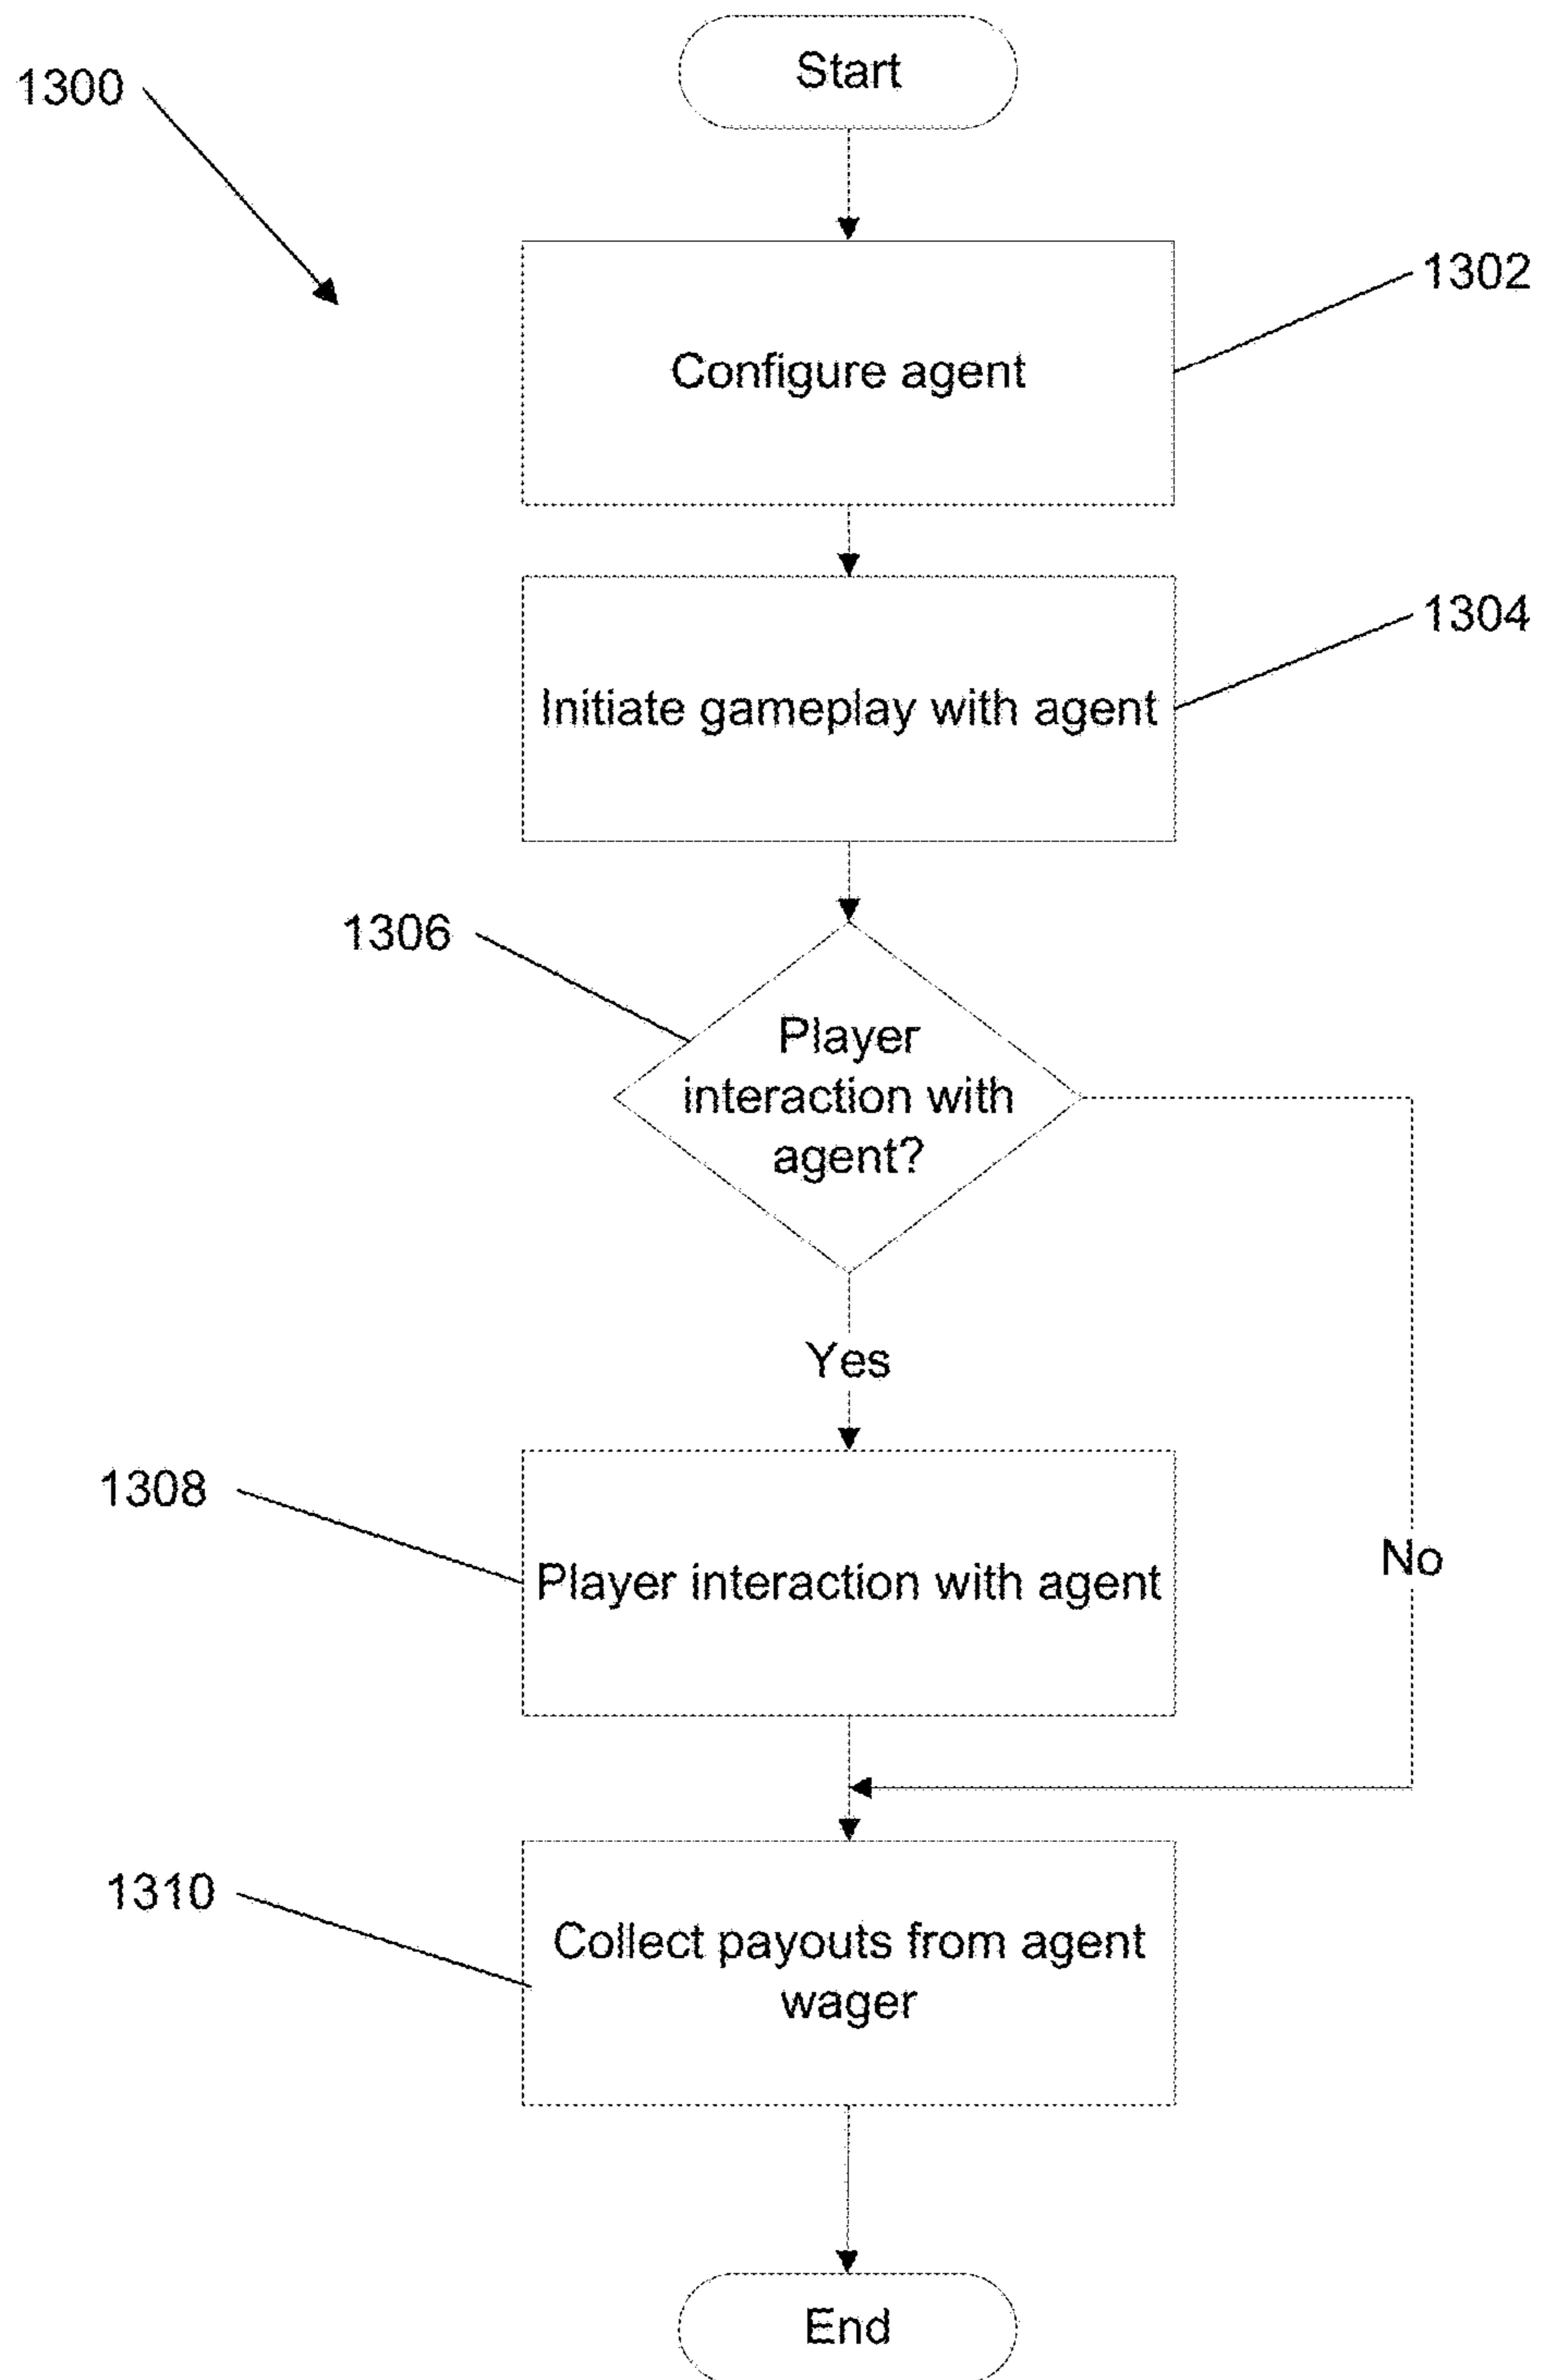 Start
1300
1302
Configure agent
1304
Initiate gameplay with agent
1306
Player
interaction with
agent?
Yes
1308
No
Player interaction with agent
1310
Collect payouts from agent
wager
End